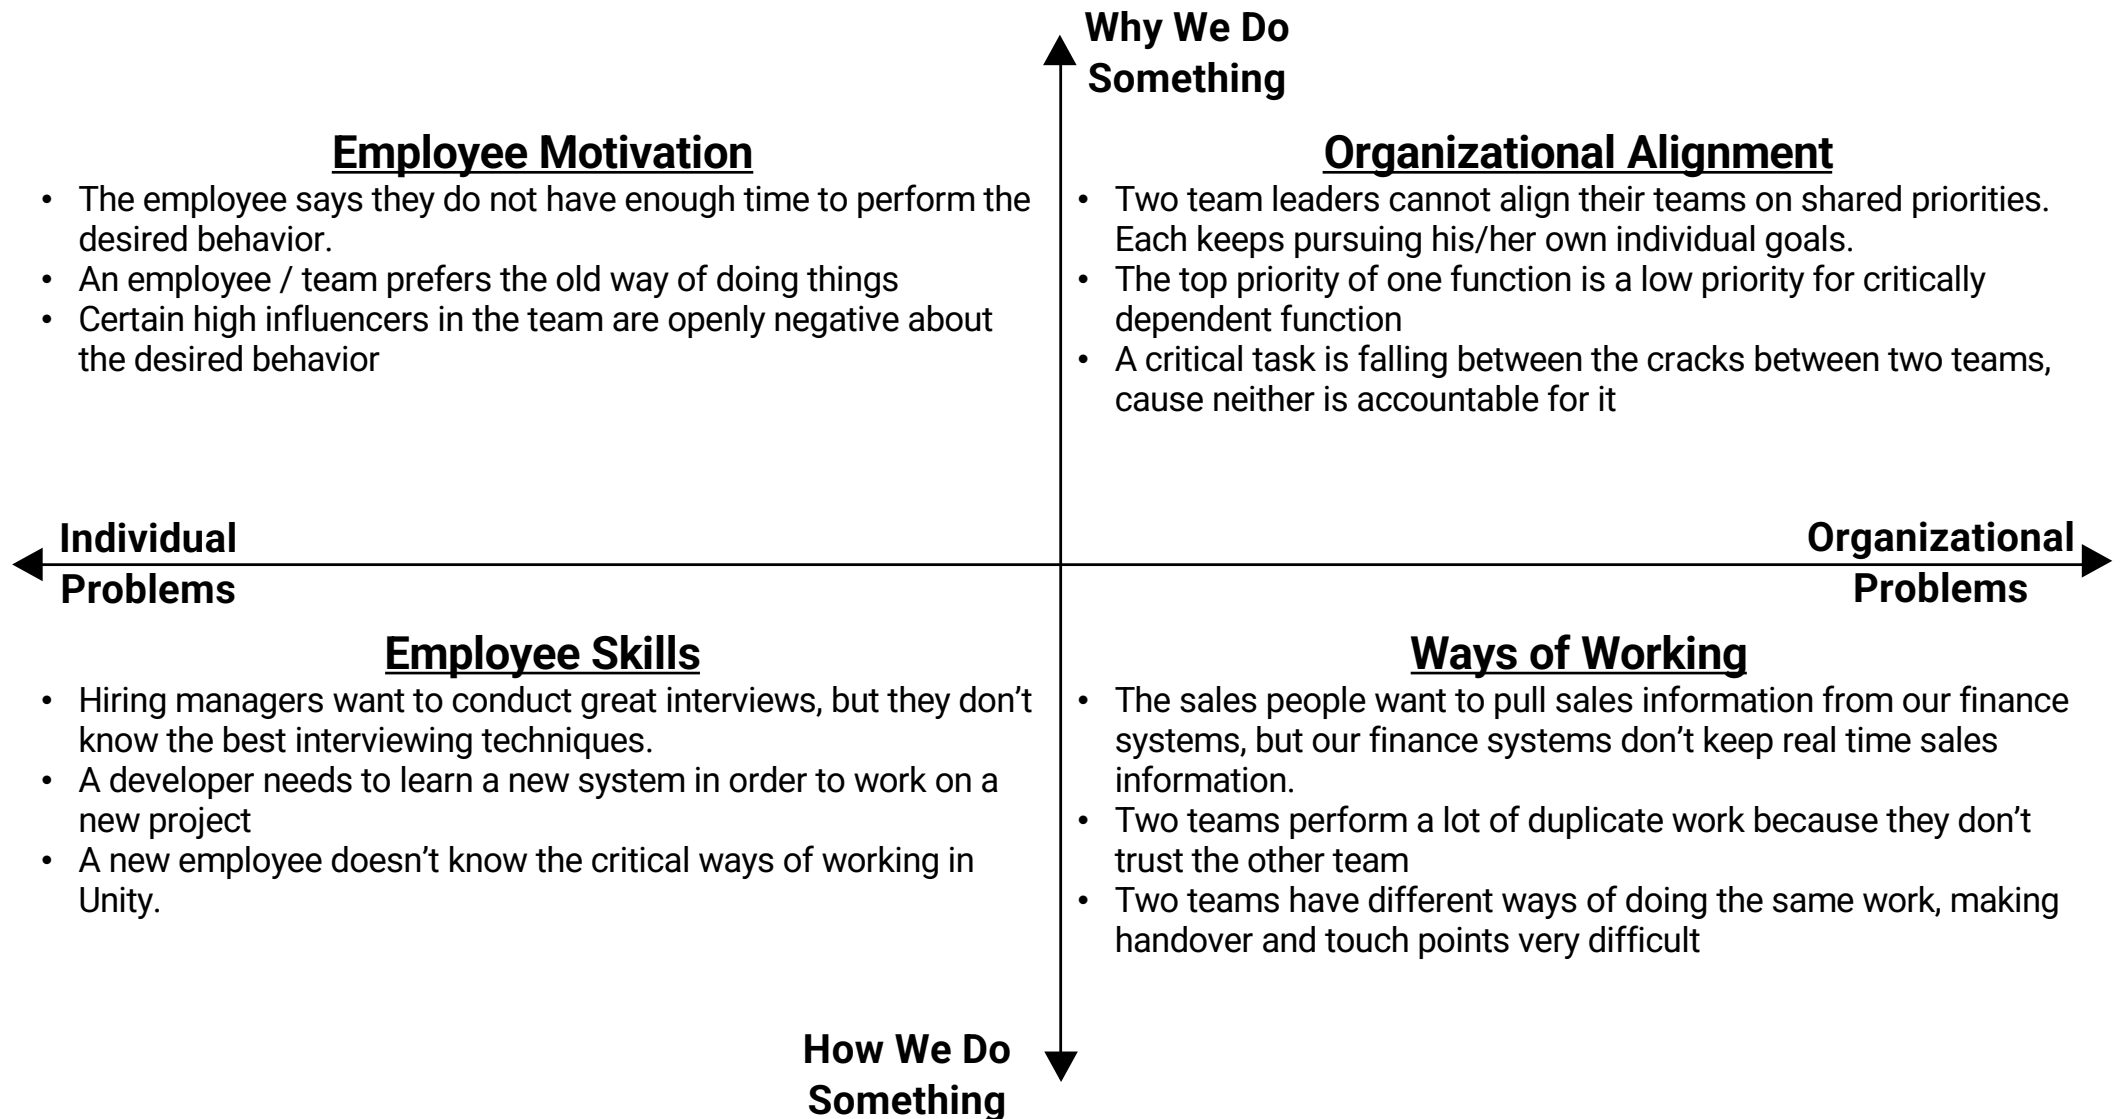 Why We Do
Something
Employee Motivation
• The employee says they do not have enough time to perform the
desired behavior.
• An employee / team prefers the old way of doing things
• Certain high influencers in the team are openly negative about
the desired behavior
Organizational Alignment
• Two team leaders cannot align their teams on shared priorities.
Each keeps pursuing his/her own individual goals.
• The top priority of one function is a low priority for critically
dependent function
• A critical task is falling between the cracks between two teams,
cause neither is accountable for it
Individual
Problems
Organizational
Problems
Employee Skills
• Hiring managers want to conduct great interviews, but they don’t
know the best interviewing techniques.
• A developer needs to learn a new system in order to work on a
new project
• A new employee doesn’t know the critical ways of working in
Unity.
Ways of Working
• The sales people want to pull sales information from our finance
systems, but our finance systems don’t keep real time sales
information.
• Two teams perform a lot of duplicate work because they don’t
trust the other team
• Two teams have different ways of doing the same work, making
handover and touch points very difficult
How We Do
Something